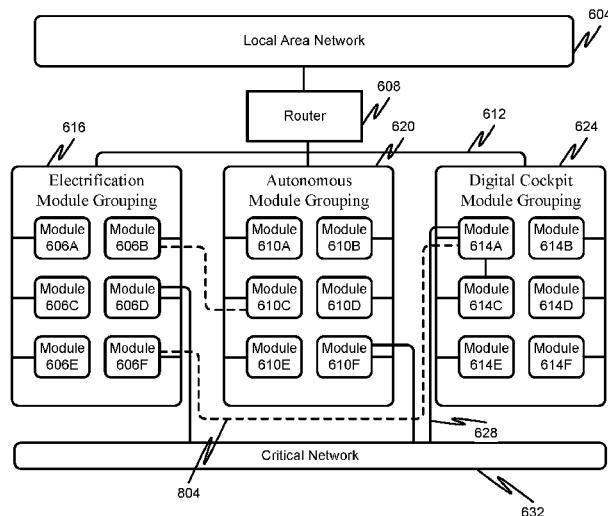 Local Area Network
604
Router
608
612
616
620
624
Electrification
Module Grouping
Autonomous
Module Grouping
Digital Cockpit
Module Grouping
Module
606A
Module
606B
Module
610A
Module
610B
Module
614A
Module
614B
Module
606C
Module
606D
Module
610C
Module
610D
Module
614C
Module
614D
Module
606E
Module
606F
Module
610E
Module
610F
Module
614E
Module
614F
628
Critical Network
804
632